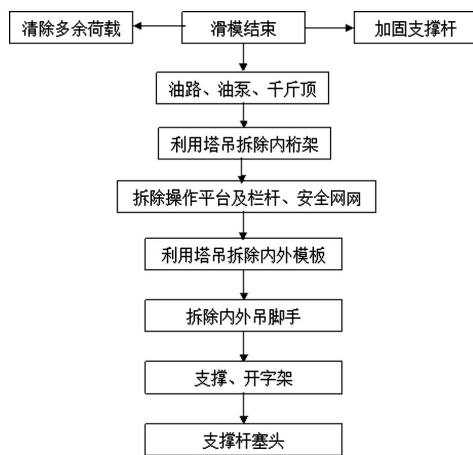 清除多余荷载
滑模结束
加固支撑杆
油路、油泵、千斤顶
利用塔吊拆除内桁架
拆除操作平台及栏杆、安全网网
利用塔吊拆除内外模板
拆除内外吊脚手
支撑、开字架
支撑杆塞头